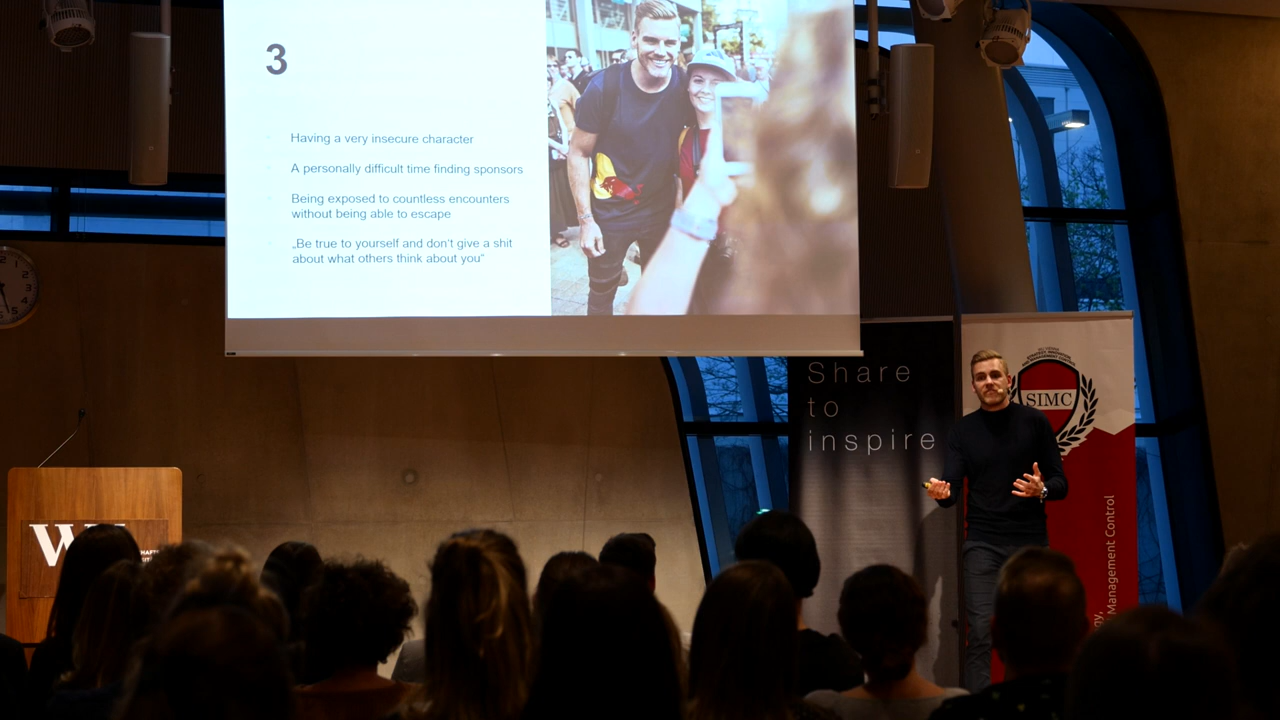 3
Having a very insecure character
A personally difficult time finding sponsors
Being exposed to countless encounters
without being able to escape
„Be true to yourself and don't give a shit
about what others think about you“
Share
to
inspire
SIMC
Management Control
W